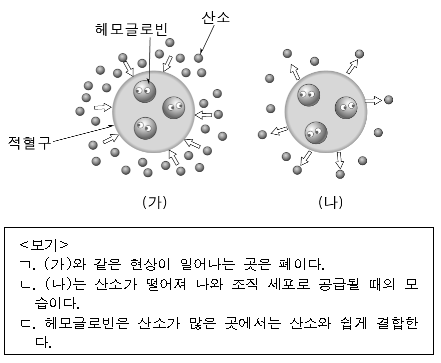 헤모글로빈
산소
적혈구
(가)
(나)
<보기>
ㄱ. (가)와 같은 현상이 일어나는 곳은 폐이다.
ㄴ. (나)는 산소가 떨어져 나와 조직 세포로 공급될 때의 모
습이다.
ㄷ. 헤모글로빈은 산소가 많은 곳에서는 산소와 쉽게 결합한
다.